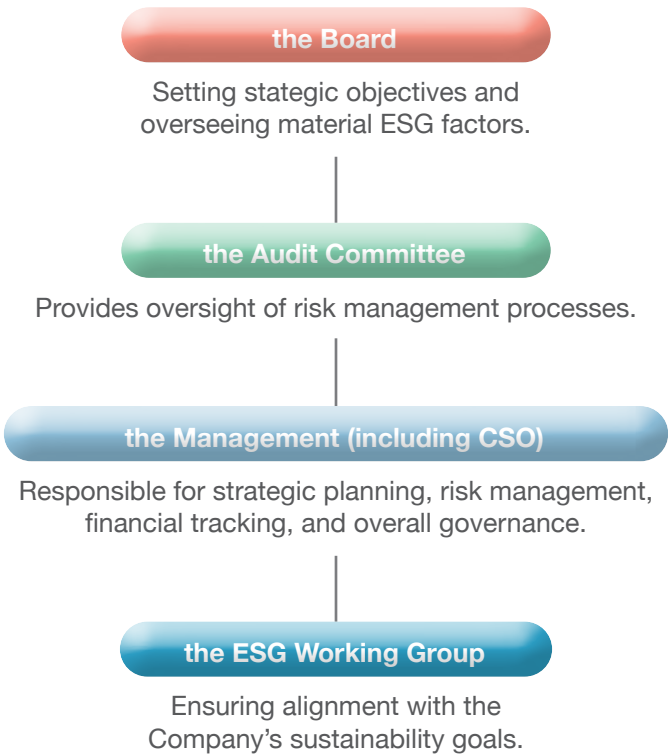 the Board
Setting stategic objectives and
overseeing material ESG factors.
the Audit Committee
Provides oversight of risk management processes.
the Management (including CSO)
Responsible for strategic planning, risk management,
financial tracking, and overall governance.
the ESG Working Group
Ensuring alignment with the
Company’s sustainability goals.